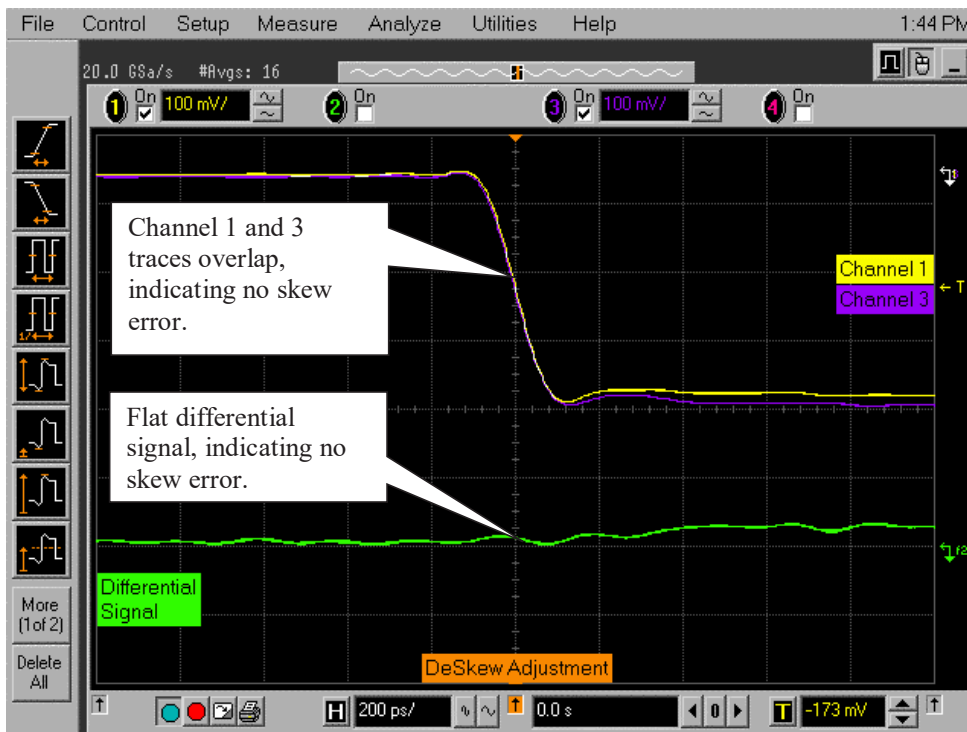 File Control Setup Measure Analyze Utilities Help 1:44 PM
20.0 GSa/s #Avgs: 16
1 On 100 mV/ 2 On 3 On 100 mV/ 4 On
Channel 1 and 3
traces overlap,
indicating no skew
error.
Channel 1
← T
Channel 3
Flat differential
signal, indicating no
skew error.
f2
Differential
Signal
1/
More
(1of 2)
Delete
All
DeSkew Adjustment
H 200 ps/ 0.0 s 0 T -173 mV